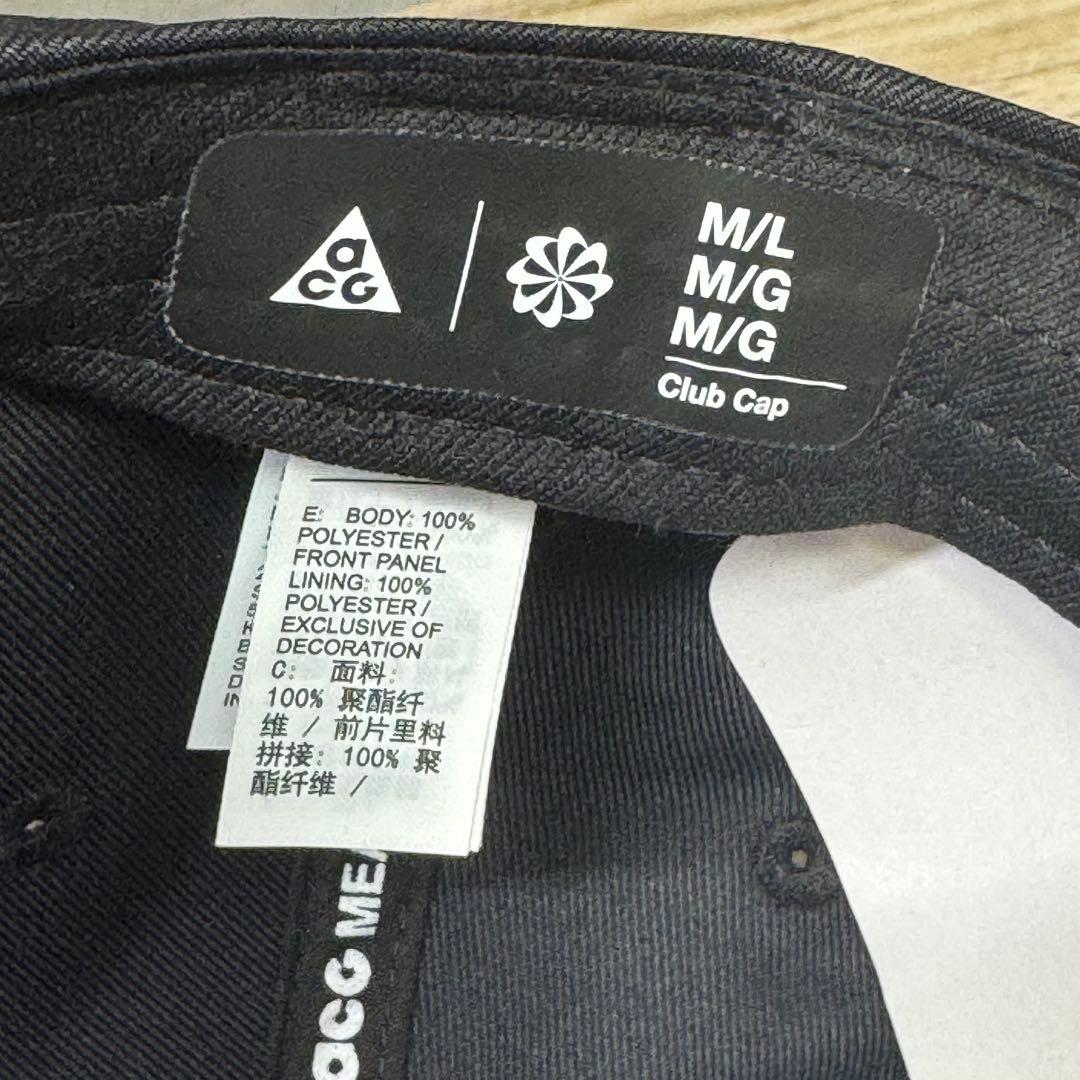 aCG
M/L
M/G
M/G
Club Cap
E: BODY: 100%
POLYESTER /
FRONT PANEL
LINING: 100%
POLYESTER /
EXCLUSIVE OF
DECORATION
C: 面料:
100% 聚酯纤
维 / 前片里料
拼接: 100% 聚
酯纤维 /
aCG